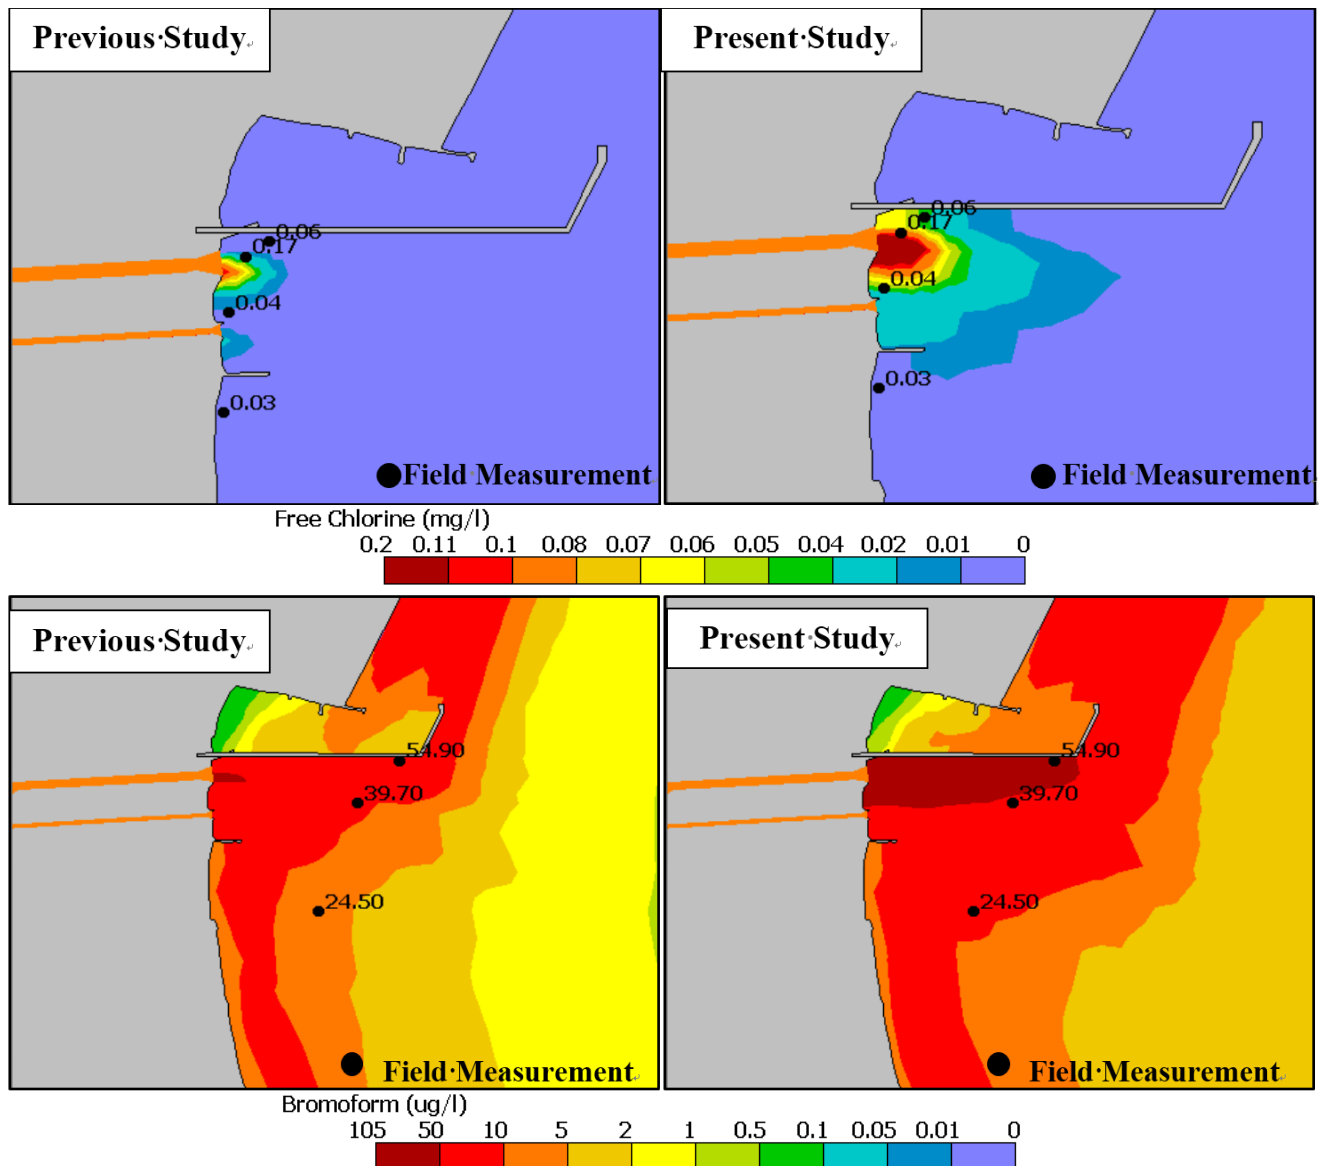 Previous·Study
Present·Study
0.06
0.17
0.04
0.03
Field·Measurement
0.06
0.17
0.04
0.03
Field·Measurement
Free Chlorine (mg/l)
0.2 0.11 0.1 0.08 0.07 0.06 0.05 0.04 0.02 0.01 0
Previous·Study
Present·Study
54.90
39.70
24.50
Field·Measurement
54.90
39.70
24.50
Field·Measurement
Bromoform (ug/l)
105 50 10 5 2 1 0.5 0.1 0.05 0.01 0